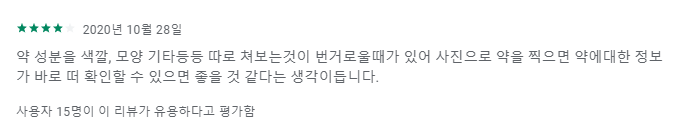 2020년 10월 28일
약 성분을 색깔, 모양 기타등등 따로 쳐보는것이 번거로울때가 있어 사진으로 약을 찍으면 약에대한 정보
가 바로 떠 확인할 수 있으면 좋을 것 같다는 생각이듭니다.
사용자 15명이 이 리뷰가 유용하다고 평가함